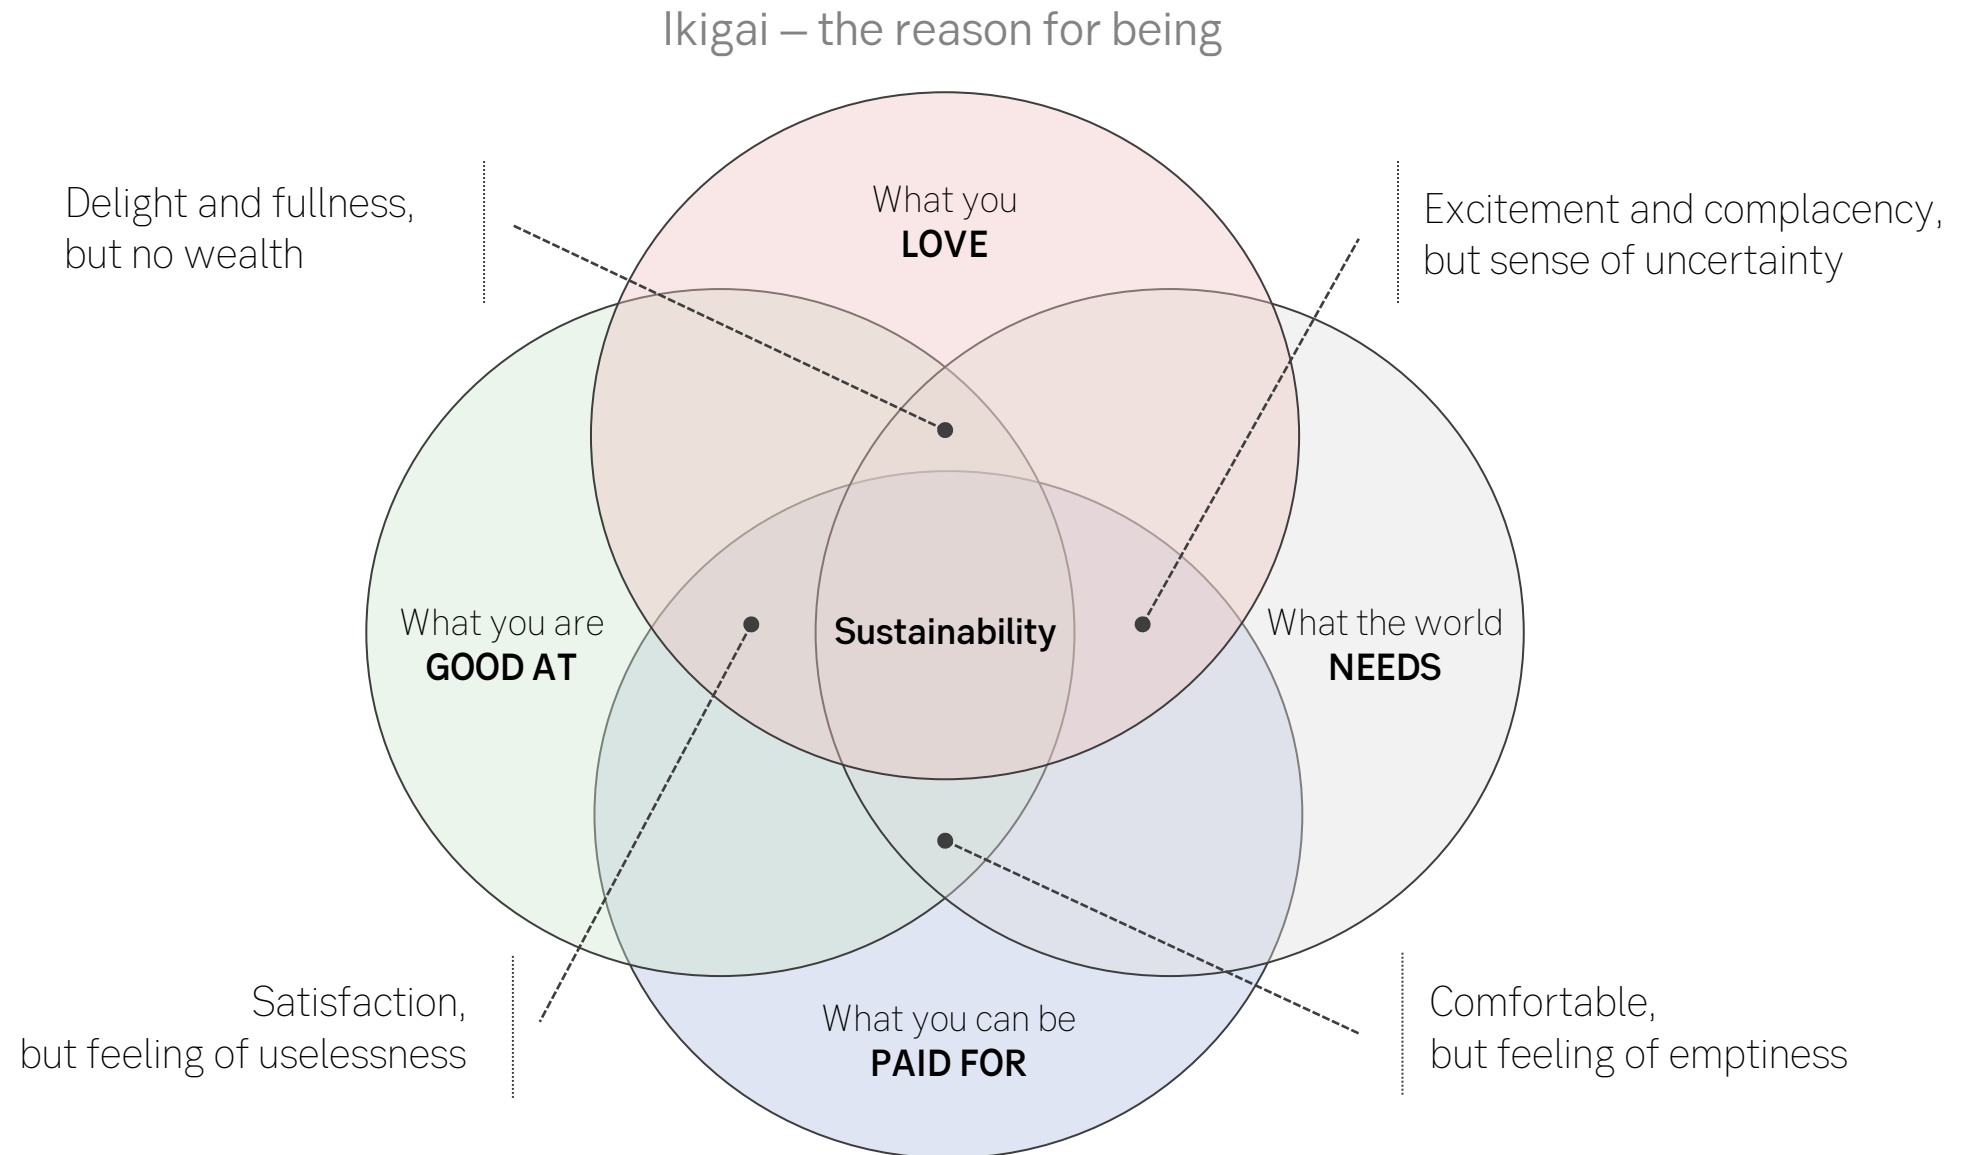 Ikigai – the reason for being
Delight and fullness,
but no wealth
What you
LOVE
Excitement and complacency,
but sense of uncertainty
What you are
GOOD AT
Sustainability
What the world
NEEDS
Satisfaction,
but feeling of uselessness
What you can be
PAID FOR
Comfortable,
but feeling of emptiness